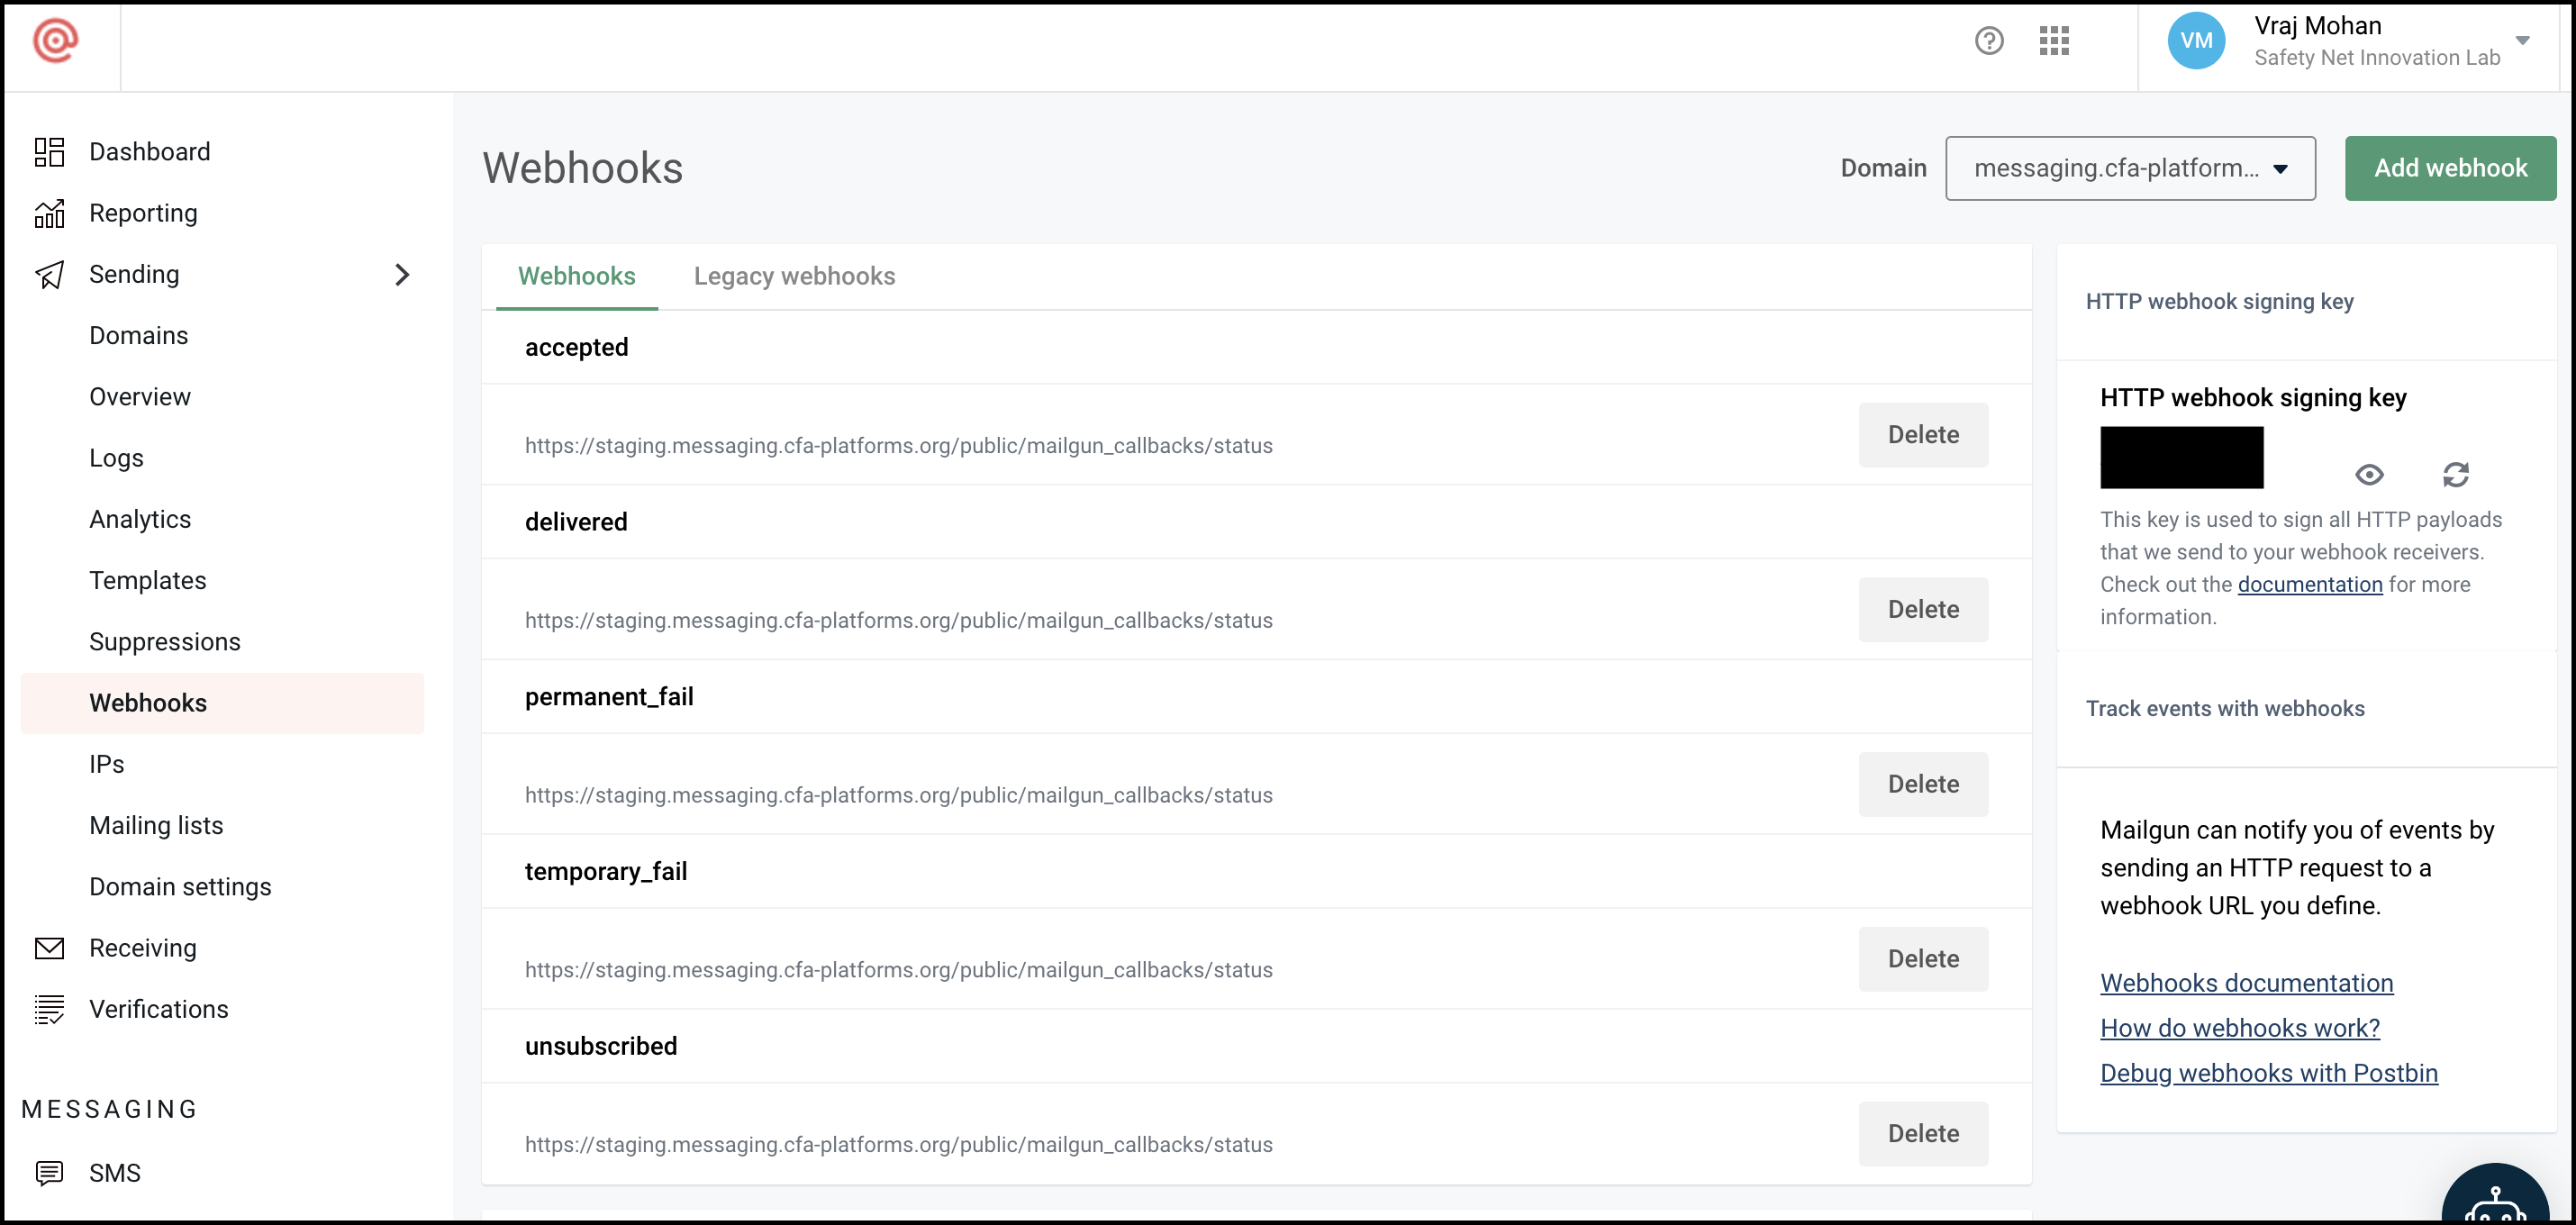 VM
Vraj Mohan
Safety Net Innovation Lab
Dashboard
Reporting
Sending
Domains
Overview
Logs
Analytics
Templates
Suppressions
Webhooks
IPs
Mailing lists
Domain settings
Receiving
Verifications
MESSAGING
SMS
Webhooks
Domain
messaging.cfa-platform...
Add webhook
Webhooks
Legacy webhooks
accepted
https://staging.messaging.cfa-platforms.org/public/mailgun_callbacks/status
Delete
delivered
https://staging.messaging.cfa-platforms.org/public/mailgun_callbacks/status
Delete
permanent_fail
https://staging.messaging.cfa-platforms.org/public/mailgun_callbacks/status
Delete
temporary_fail
https://staging.messaging.cfa-platforms.org/public/mailgun_callbacks/status
Delete
unsubscribed
https://staging.messaging.cfa-platforms.org/public/mailgun_callbacks/status
Delete
HTTP webhook signing key
HTTP webhook signing key
This key is used to sign all HTTP payloads
that we send to your webhook receivers.
Check out the documentation for more
information.
Track events with webhooks
Mailgun can notify you of events by
sending an HTTP request to a
webhook URL you define.
Webhooks documentation
How do webhooks work?
Debug webhooks with Postbin